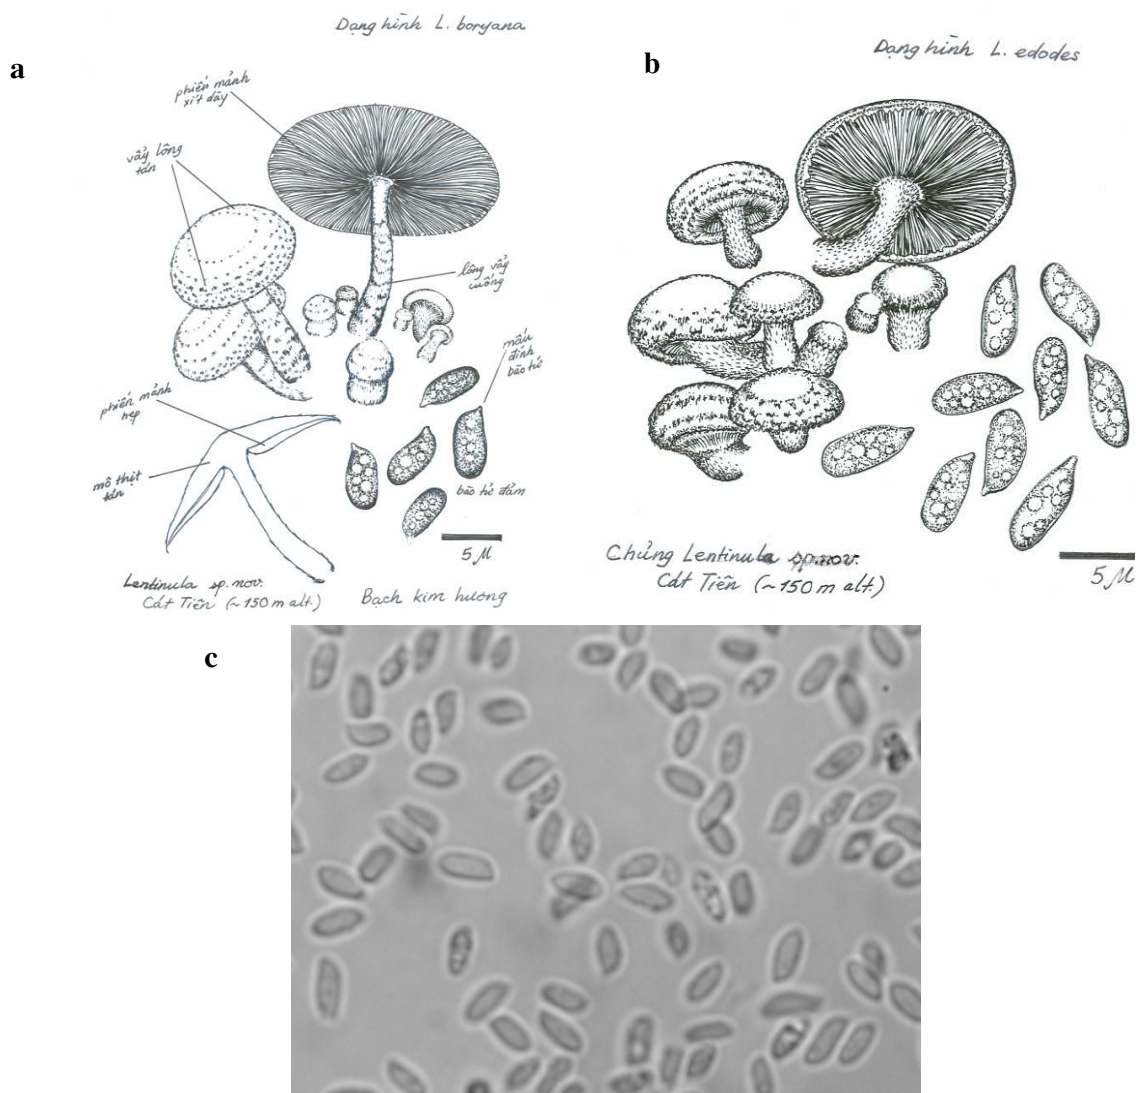 Dạng hình L. boryana
a
phiến mảnh
xít dày
vẩy lông
tán
lông vẩy
cuống
mấu
đính
bào tử
phiến mảnh
hẹp
mô thịt
tán
bào tử đảm
5 µ
Lentinula sp. nov.
Cát Tiên (~150 m alt.)
Bạch kim hương
Dạng hình L. edodes
b
Chủng Lentinula sp. nov.
Cát Tiên (~150 m alt.)
5 µ
c